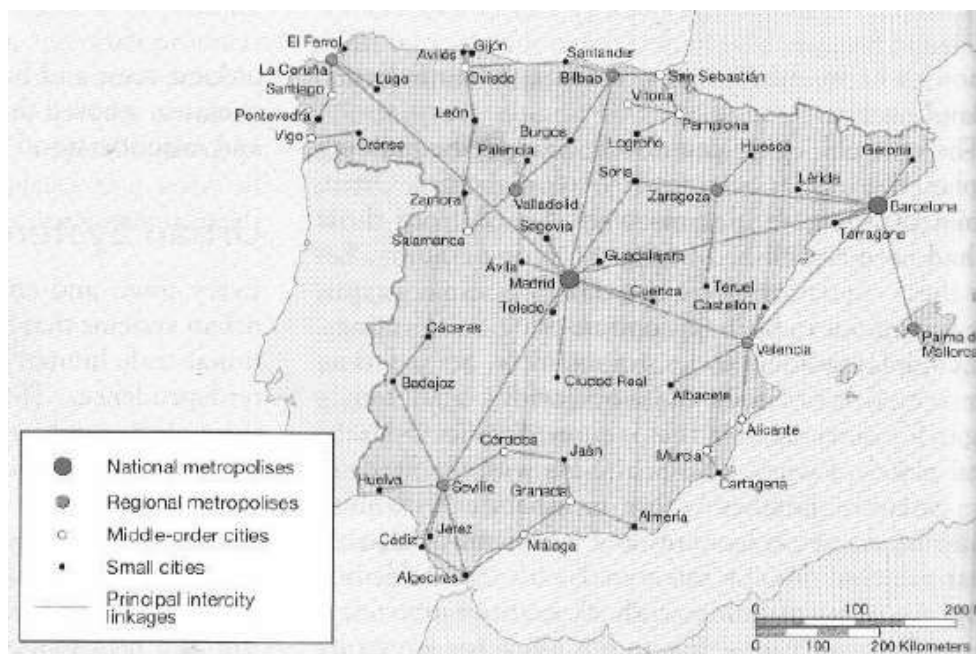 El Ferrol
La Coruña
Santiago
Pontevedra
Vigo
Lugo
Orense
Avilés
Gijón
Oviedo
León
Santander
Bilbao
San Sebastián
Vitoria
Pamplona
Logroño
Burgos
Palencia
Valladolid
Zamora
Salamanca
Segovia
Avila
Madrid
Toledo
Soria
Guadalajara
Cuenca
Huesca
Zaragoza
Lérida
Gerona
Barcelona
Tarragona
Teruel
Castellón
Valencia
Palma d
Mallorca
Cáceres
Badajoz
Ciudad Real
Albacete
Alicante
Murcia
Cartagena
Córdoba
Jaén
Huelva
Seville
Granada
Jerez
Cádiz
Málaga
Almería
Algeciras
National metropolises
Regional metropolises
Middle-order cities
Small cities
Principal intercity
linkages
0 100 200
0 100 200 Kilometers